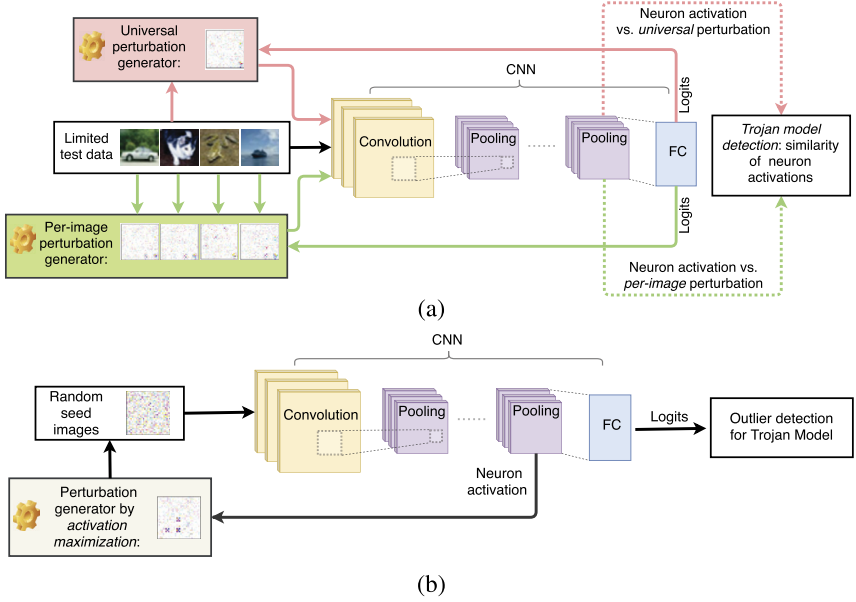 Universal
perturbation
generator:
Neuron activation
vs. universal perturbation
CNN
Logits
Limited
test data
Convolution
Pooling
Pooling
FC
Trojan model
detection: similarity
of neuron
activations
Logits
Per-image
perturbation
generator:
Neuron activation vs.
per-image perturbation
(a)
CNN
Random
seed
images
Convolution
Pooling
Pooling
FC
Logits
Outlier detection
for Trojan Model
Neuron
activation
Perturbation
generator by
activation
maximization:
(b)